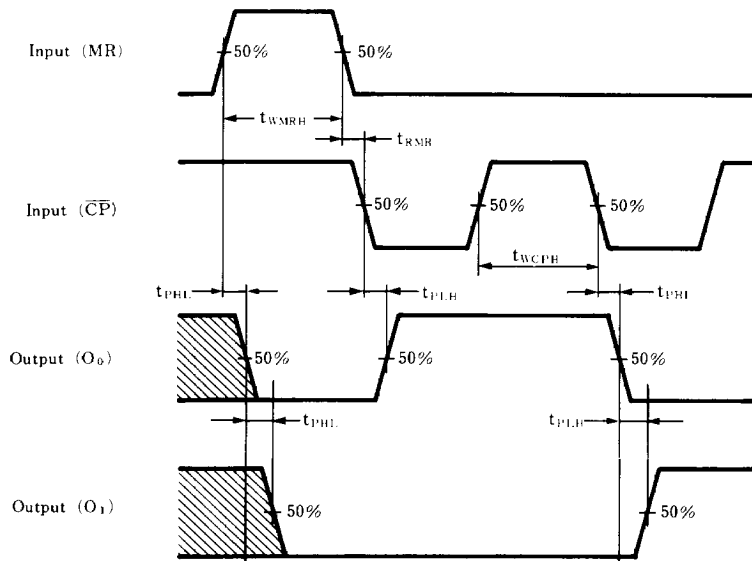 Input (MR)
50%
50%
tWMRH
tRMR
Input (CP)
50%
50%
50%
tWCPH
tPHL
tPLH
tPHL
Output (O0)
50%
50%
50%
tPHL
tPLH
Output (O1)
50%
50%